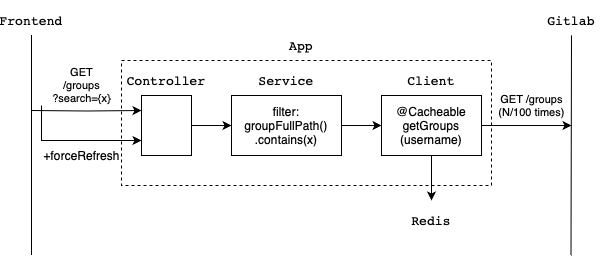 Frontend
Gitlab
App
GET
/groups
?search={x}
Controller
Service
Client
filter:
groupFullPath()
.contains(x)
@Cacheable
getGroups
(username)
GET /groups
(N/100 times)
+forceRefresh
Redis